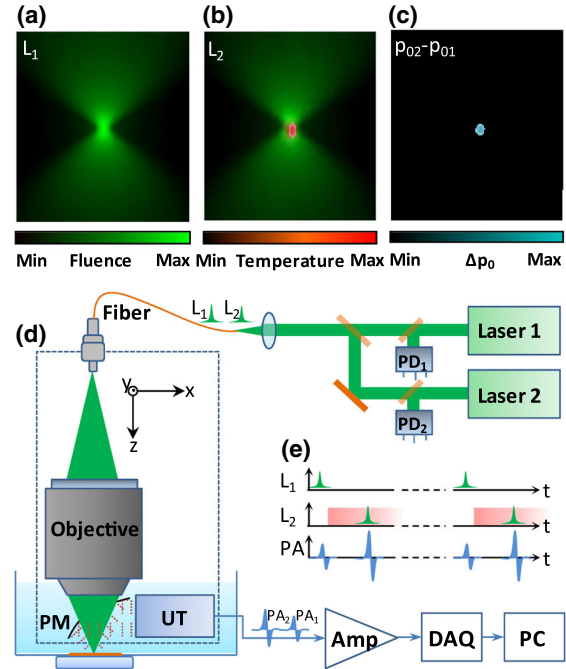 (a) (b) (c)
L1 L2 p02-p01
Min Fluence Max Min Temperature Max Min Δp0 Max
(d)
Fiber
L1 L2
Laser 1
PD1
Laser 2
PD2
y x
z
(e)
L1 t
L2 t
PA t
Objective
PM
UT
PA2 PA1
Amp
DAQ
PC